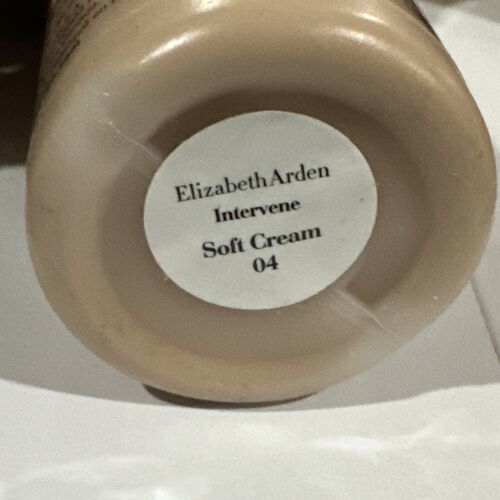 ElizabethArden
Intervene
Soft Cream
04